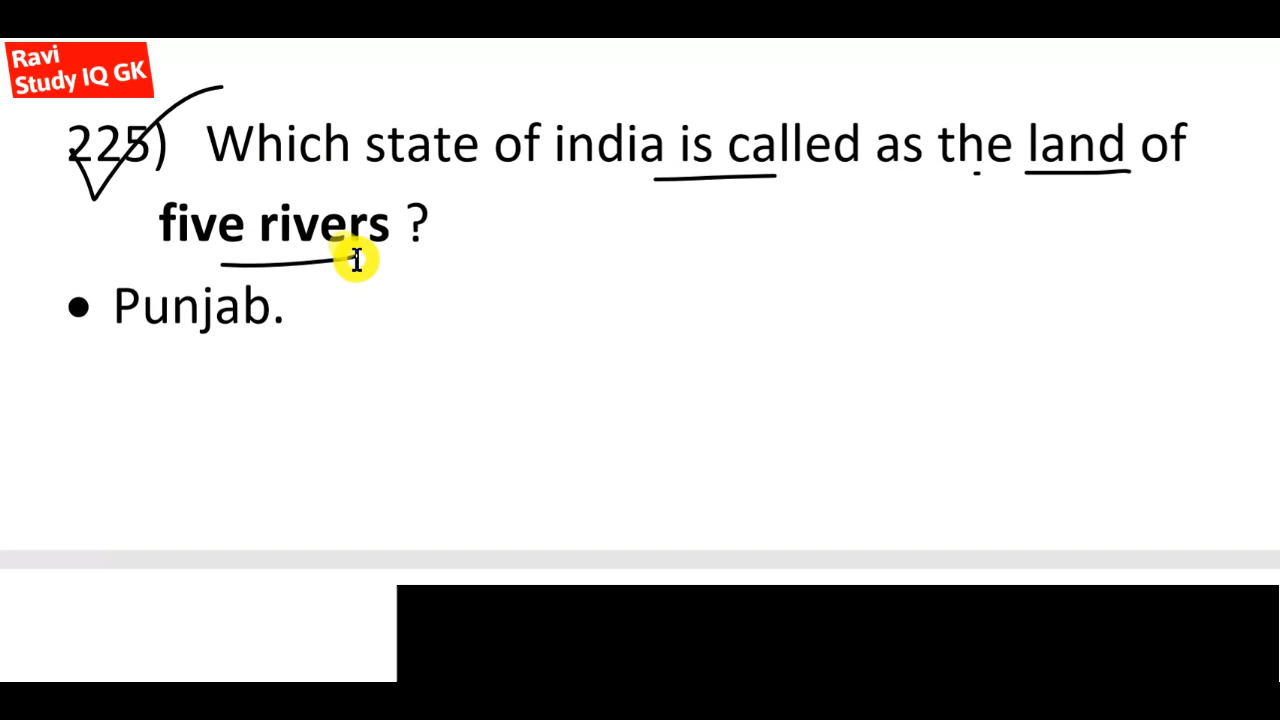 Ravi
Study IQ GK
225) Which state of india is called as the land of
five rivers ?
• Punjab.